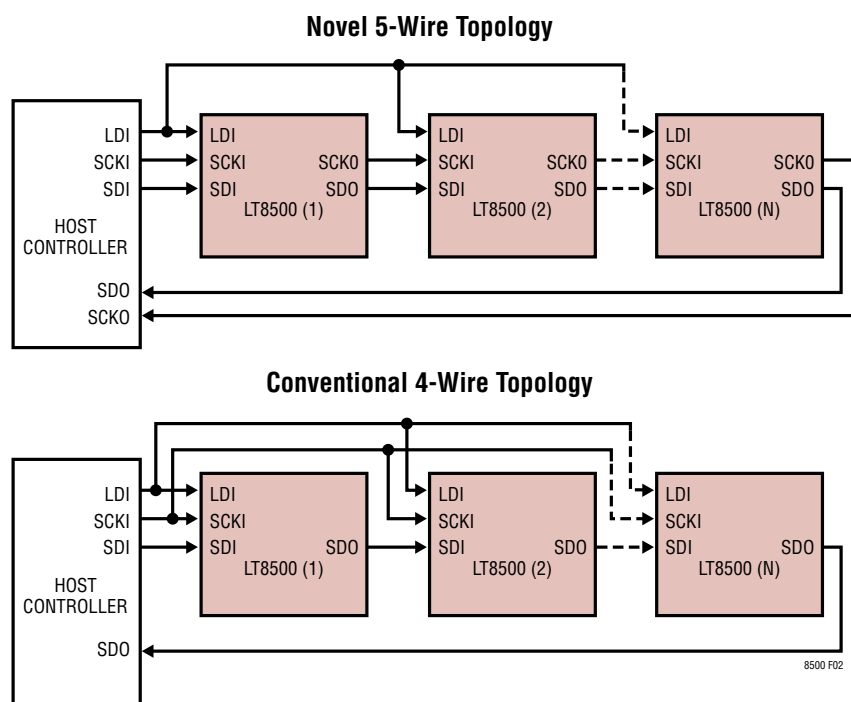 Novel 5-Wire Topology
LDI
SCKI
SDI
HOST
CONTROLLER
SDO
SCKO
LDI
SCKI
SCK0
SDI
SDO
LT8500 (1)
LDI
SCKI
SCK0
SDI
SDO
LT8500 (2)
LDI
SCKI
SCK0
SDI
SDO
LT8500 (N)
Conventional 4-Wire Topology
LDI
SCKI
SDI
HOST
CONTROLLER
SDO
LDI
SCKI
SDI
SDO
LT8500 (1)
LDI
SCKI
SDI
SDO
LT8500 (2)
LDI
SCKI
SDI
SDO
LT8500 (N)
8500 F02